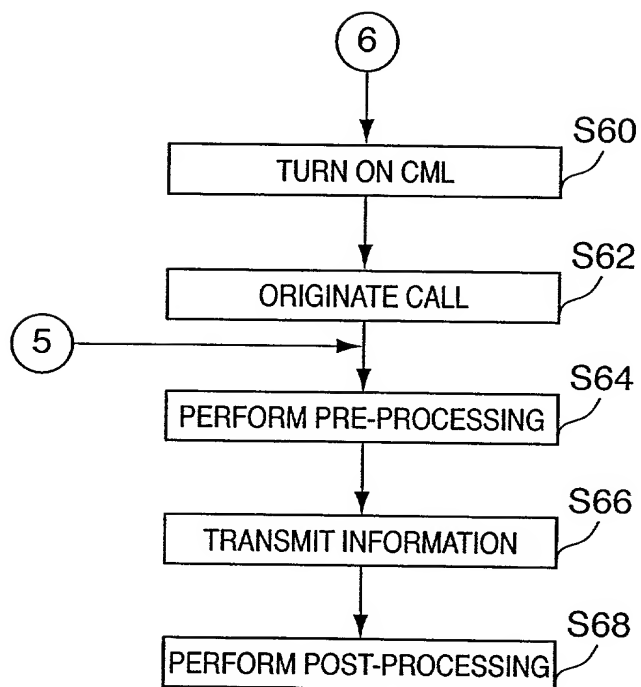 6
S60
TURN ON CML
S62
ORIGINATE CALL
5
S64
PERFORM PRE-PROCESSING
S66
TRANSMIT INFORMATION
S68
PERFORM POST-PROCESSING